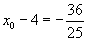 x₀ − 4 = −36/25